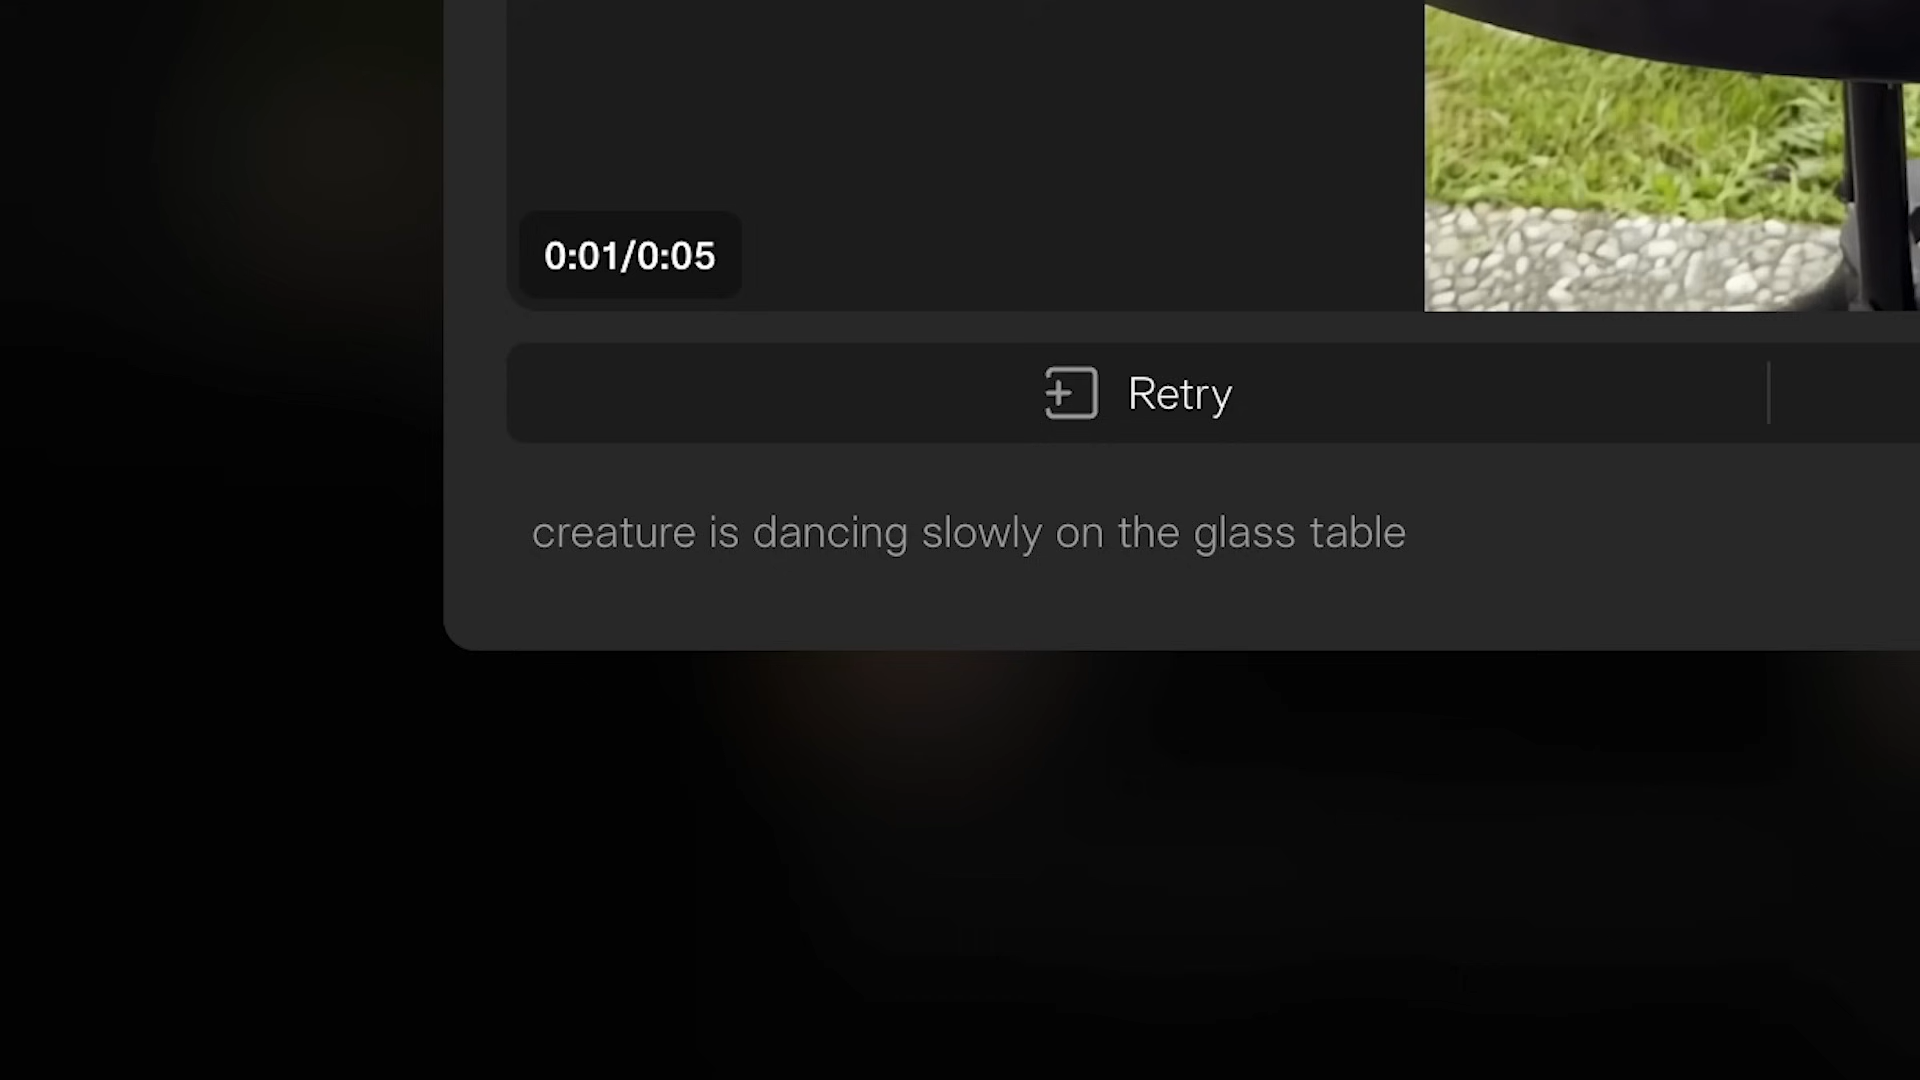 0:01/0:05
Retry
creature is dancing slowly on the glass table